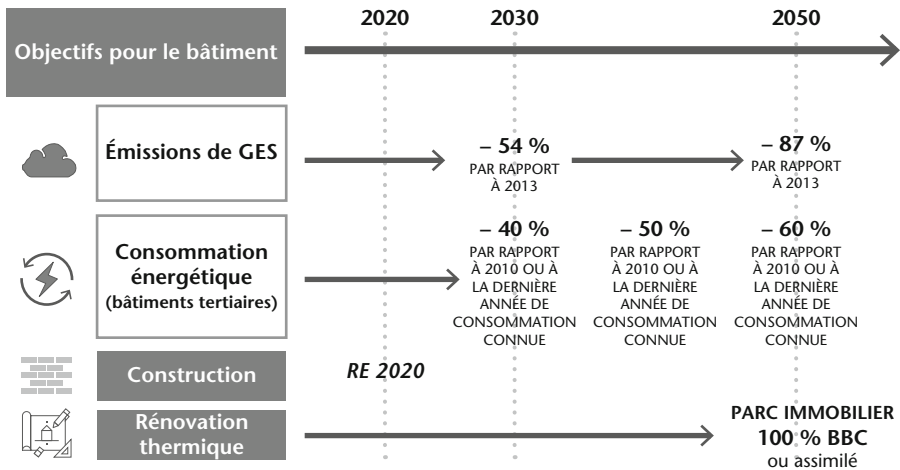 2020 2030 2050
Objectifs pour le bâtiment
Émissions de GES
– 54 %
PAR RAPPORT
À 2013
– 87 %
PAR RAPPORT
À 2013
Consommation
énergétique
(bâtiments tertiaires)
– 40 %
PAR RAPPORT
À 2010 OU À
LA DERNIÈRE
ANNÉE DE
CONSOMMATION
CONNUE
– 50 %
PAR RAPPORT
À 2010 OU À
LA DERNIÈRE
ANNÉE DE
CONSOMMATION
CONNUE
– 60 %
PAR RAPPORT
À 2010 OU À
LA DERNIÈRE
ANNÉE DE
CONSOMMATION
CONNUE
Construction
RE 2020
Rénovation
thermique
PARC IMMOBILIER
100 % BBC
ou assimilé